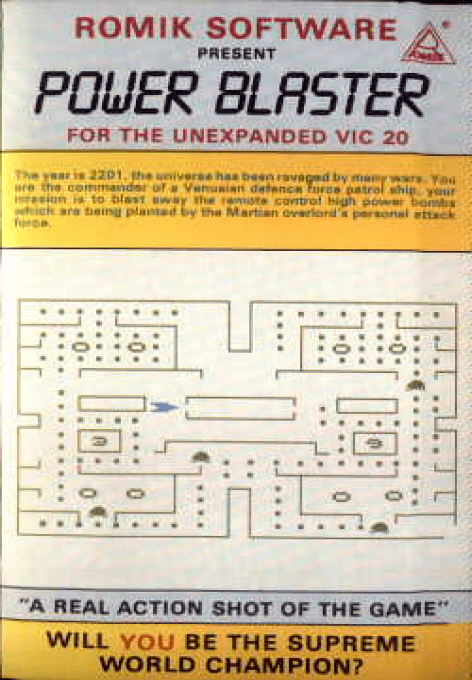 ROMIK SOFTWARE
PRESENT
POWER BLASTER
FOR THE UNEXPANDED VIC 20
The year is 2201, the universe has been ravaged by many wars. You
are the commander of a Venusian defence force patrol ship, your
mission is to blast away the remote control high power bombs
which are being planted by the Martian overlord's personal attack
force.
"A REAL ACTION SHOT OF THE GAME"
WILL YOU BE THE SUPREME
WORLD CHAMPION?